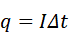 q = IΔt